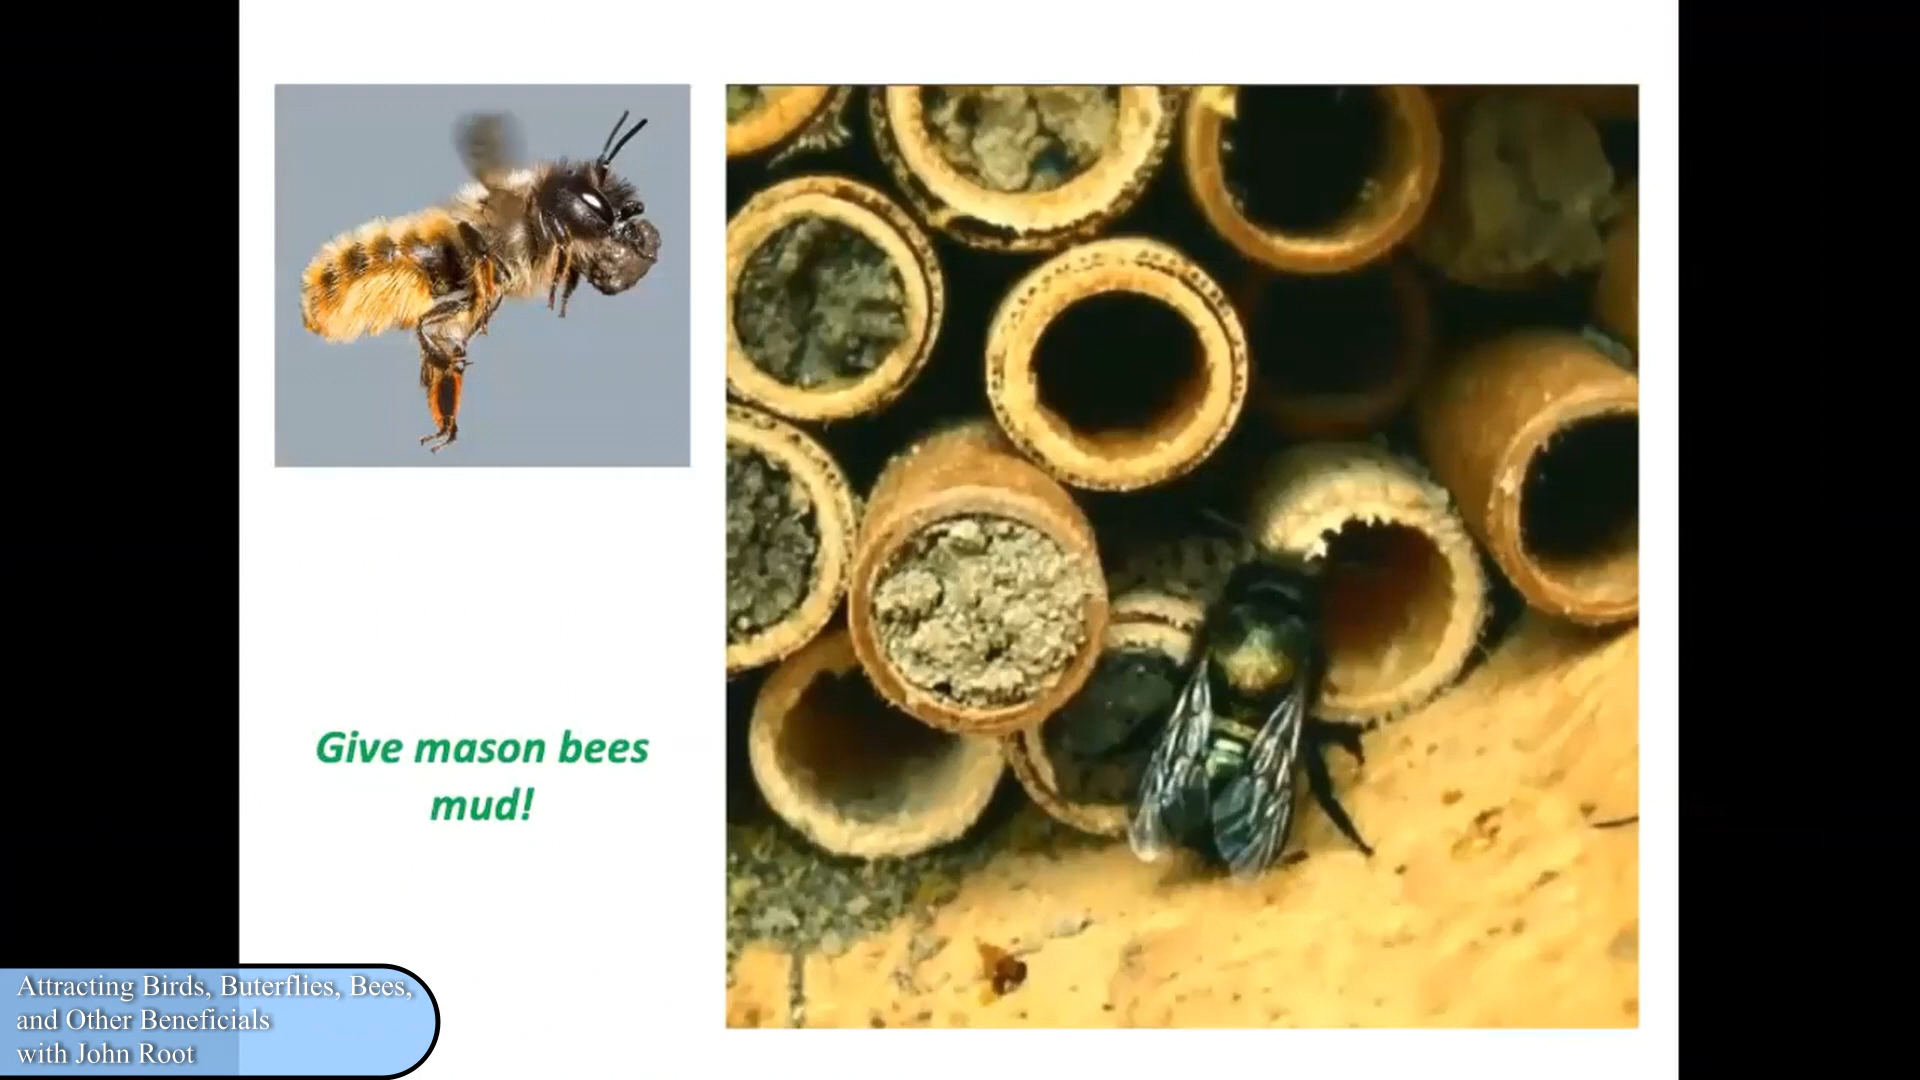 Give mason bees
mud!
Attracting Birds, Buterflies, Bees,
and Other Beneficials
with John Root